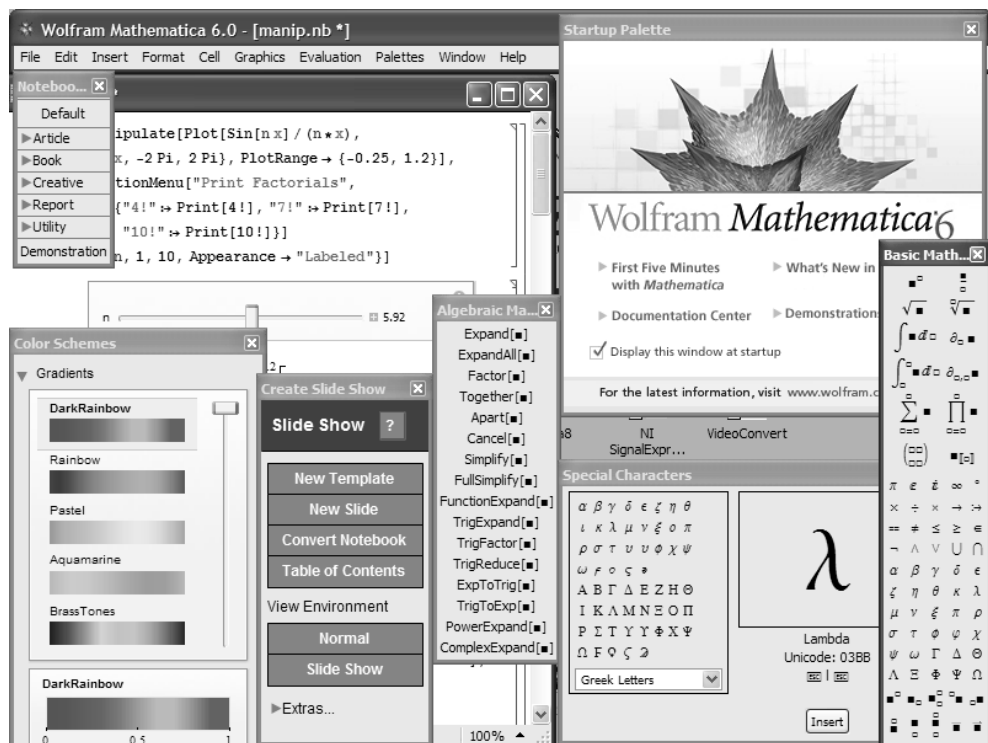 Wolfram Mathematica 6.0 - [manip.nb *]
File Edit Insert Format Cell Graphics Evaluation Palettes Window Help
Noteboo...
Default
Article
Book
Creative
Report
Utility
Demonstration
ipulate[Plot[Sin[n x] / (n * x),
x, -2 Pi, 2 Pi}, PlotRange → {-0.25, 1.2}],
tionMenu["Print Factorials",
{"4!" :→ Print[4!], "7!" :→ Print[7!],
"10!" :→ Print[10!]}]
n, 1, 10, Appearance → "Labeled"}]
n 5.92
Startup Palette
Wolfram Mathematica 6
First Five Minutes
with Mathematica
What's New in
Documentation Center
Demonstration
Display this window at startup
For the latest information, visit www.wolfram.c
a8 NI VideoConvert
SignalExpr...
Color Schemes
Gradients
DarkRainbow
Rainbow
Pastel
Aquamarine
BrassTones
DarkRainbow
0 0.5 1
Create Slide Show
Slide Show ?
New Template
New Slide
Convert Notebook
Table of Contents
View Environment
Normal
Slide Show
Extras...
100%
Algebraic Ma...
Expand[■]
ExpandAll[■]
Factor[■]
Together[■]
Apart[■]
Cancel[■]
Simplify[■]
FullSimplify[■]
FunctionExpand[■]
TrigExpand[■]
TrigFactor[■]
TrigReduce[■]
ExpToTrig[■]
TrigToExp[■]
PowerExpand[■]
ComplexExpand[■]
Special Characters
α β γ δ ϵ ζ η θ
ι κ λ μ ν ξ ο π
ρ σ τ υ υ φ χ ψ
ω ϝ ο ς
Α Β Γ Δ Ε Ζ Η Θ
Ι Κ Λ Μ Ν Ξ Ο Π
Ρ Σ Τ Υ ϒ Φ Χ Ψ
Ω Ϝ Ϙ Ϛ Ϡ
Greek Letters
λ
Lambda
Unicode: 03BB
Insert
Basic Math...
■□
√■ □√■
∫■ⅆ□ ∂□ ■
∫■ⅆ□ ∂□,□ ■
∑■ ∏■
■[□]
π ⅇ ⅈ ∞ °
× ÷ × → :→
== ≠ ≤ ≥ ∈
¬ ∧ ∨ ∪ ∩
α β γ δ ϵ
ζ η θ κ λ
μ ν ξ π ρ
σ τ ϕ φ χ
ψ ω Γ Δ Θ
Λ Ξ Φ Ψ Ω